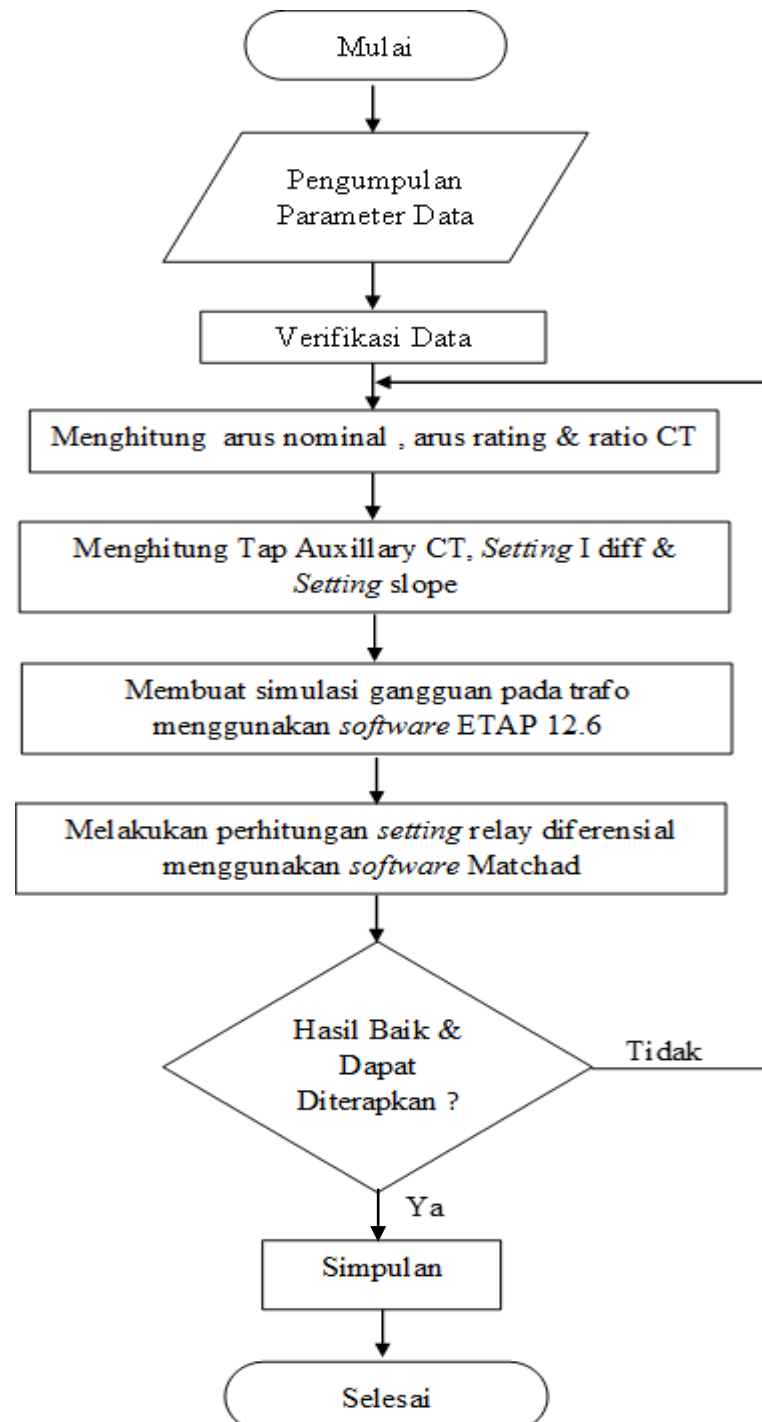 Mulai
Pengumpulan
Parameter Data
Verifikasi Data
Menghitung arus nominal , arus rating & ratio CT
Menghitung Tap Auxillary CT, Setting I diff &
Setting slope
Membuat simulasi gangguan pada trafo
menggunakan software ETAP 12.6
Melakukan perhitungan setting relay diferensial
menggunakan software Matchad
Hasil Baik &
Dapat
Diterapkan ?
Tidak
Ya
Simpulan
Selesai